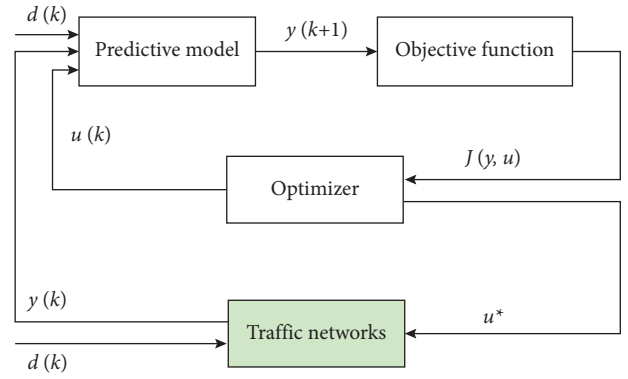 d (k)
Predictive model
y (k+1)
Objective function
u (k)
J (y, u)
Optimizer
y (k)
Traffic networks
u*
d (k)